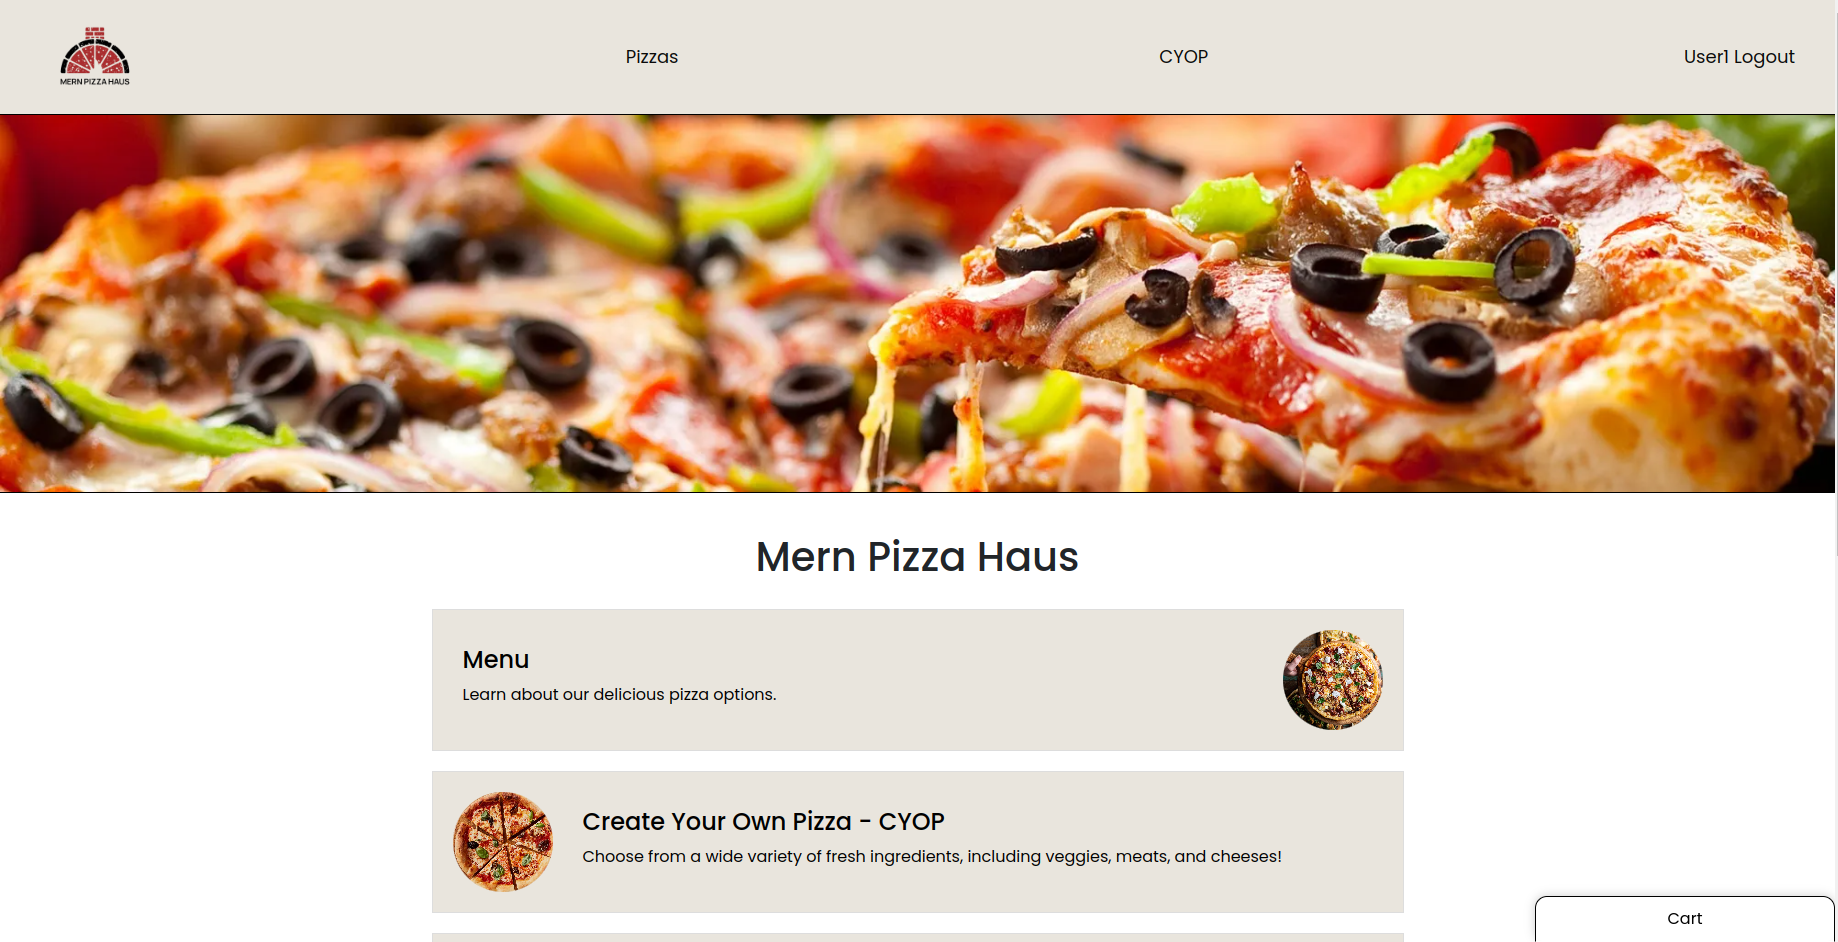 MERN PIZZA HAUS
Pizzas
CYOP
User1 Logout
Mern Pizza Haus
Menu
Learn about our delicious pizza options.
Create Your Own Pizza - CYOP
Choose from a wide variety of fresh ingredients, including veggies, meats, and cheeses!
Cart